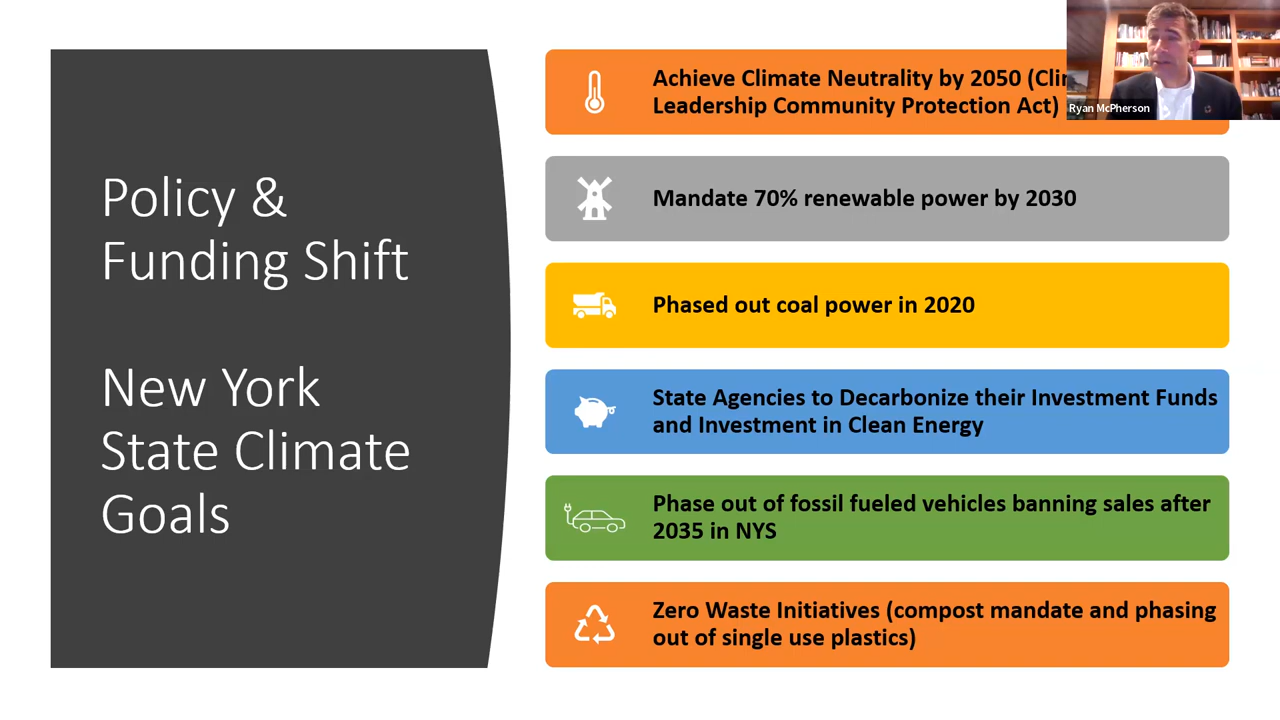 Policy &
Funding Shift
New York
State Climate
Goals
Achieve Climate Neutrality by 2050
Leadership Community Protection Act)
Ryan McPherson
Mandate 70% renewable power by 2030
Phased out coal power in 2020
State Agencies to Decarbonize their Investment Funds
and Investment in Clean Energy
Phase out of fossil fueled vehicles banning sales after
2035 in NYS
Zero Waste Initiatives (compost mandate and phasing
out of single use plastics)